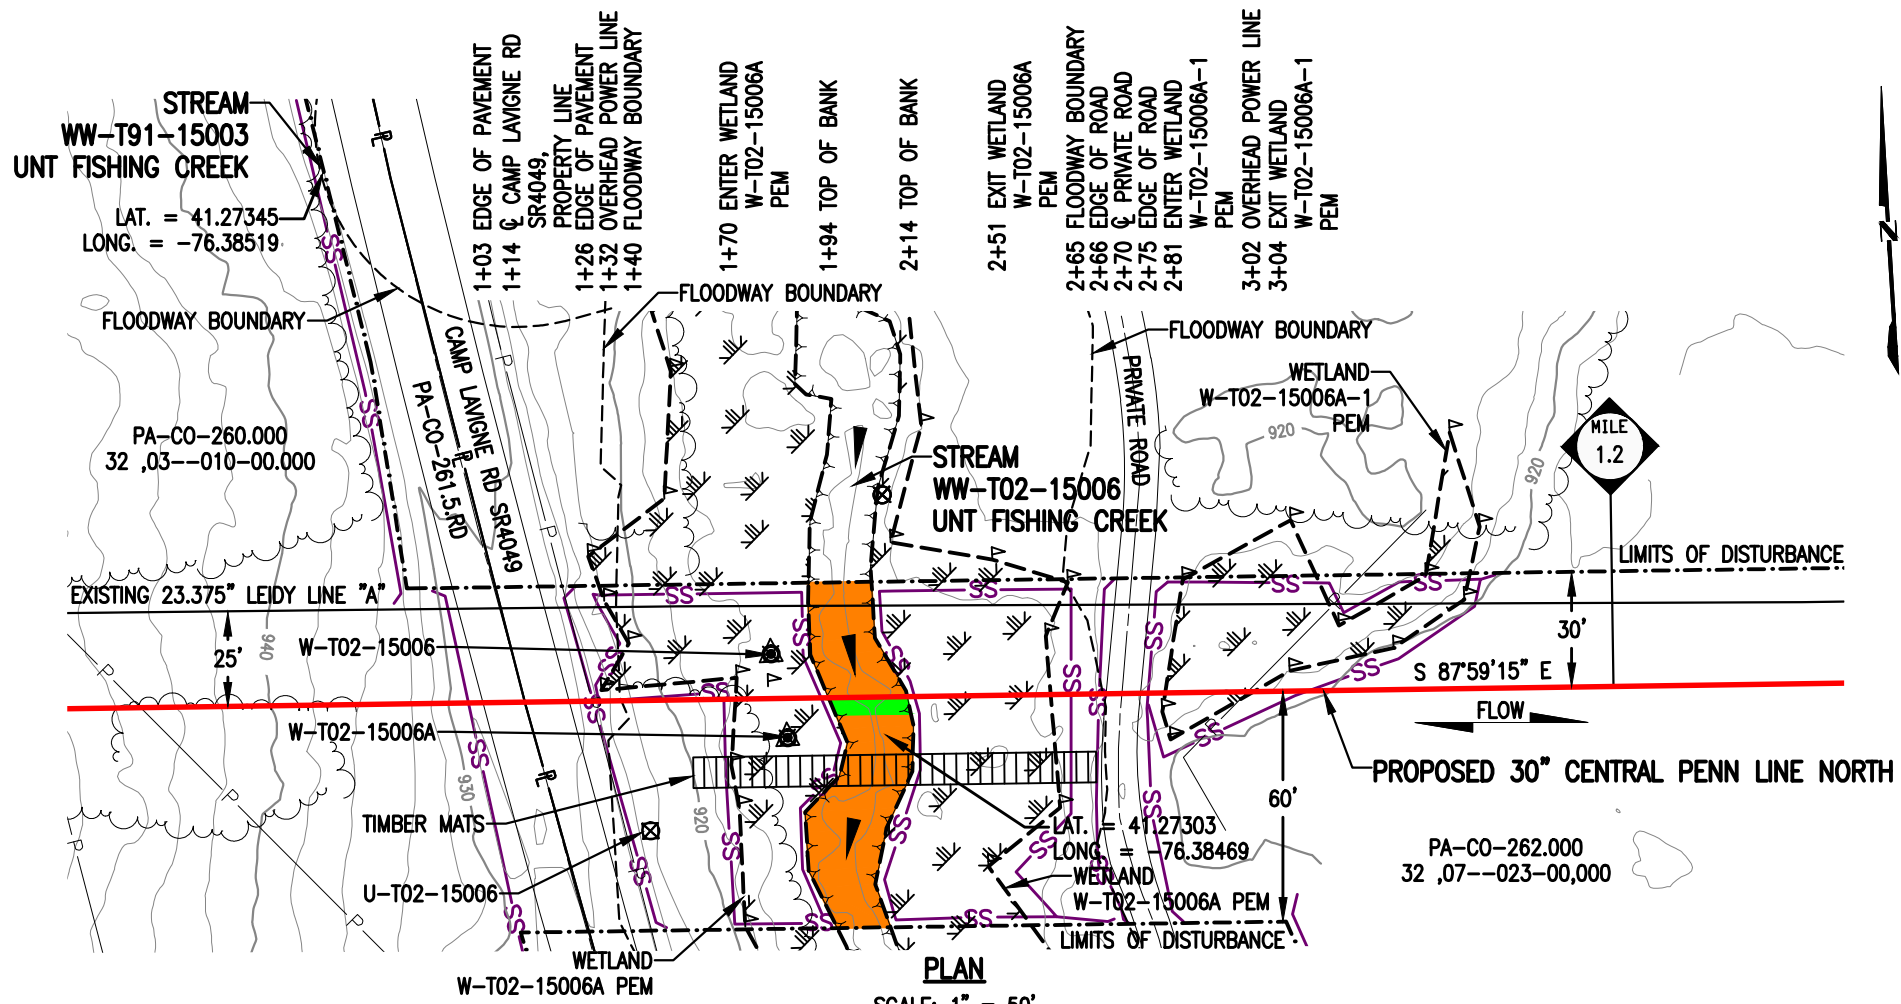 STREAM
WW-T91-15003
UNT FISHING CREEK
LAT. = 41.27345
LONG. = -76.38519
FLOODWAY BOUNDARY
PA-CO-260.000
32 ,03--010-00.000
1+03 EDGE OF PAVEMENT
1+14 ℄ CAMP LAVIGNE RD
SR4049,
PROPERTY LINE
1+26 EDGE OF PAVEMENT
1+32 OVERHEAD POWER LINE
1+40 FLOODWAY BOUNDARY
1+70 ENTER WETLAND
W-T02-15006A
PEM
1+94 TOP OF BANK
2+14 TOP OF BANK
2+51 EXIT WETLAND
W-T02-15006A
PEM
2+65 FLOODWAY BOUNDARY
2+66 EDGE OF ROAD
2+70 ℄ PRIVATE ROAD
2+75 EDGE OF ROAD
2+81 ENTER WETLAND
W-T02-15006A-1
PEM
3+02 OVERHEAD POWER LINE
3+04 EXIT WETLAND
W-T02-15006A-1
PEM
N
FLOODWAY BOUNDARY
FLOODWAY BOUNDARY
CAMP LAVIGNE RD SR4049
PA-CO-261.5.RD
PRIVATE ROAD
WETLAND
W-T02-15006A-1
PEM
920
920
MILE
1.2
STREAM
WW-T02-15006
UNT FISHING CREEK
LIMITS OF DISTURBANCE
EXISTING 23.375" LEIDY LINE "A"
25'
940
W-T02-15006
30'
S 87°59'15" E
FLOW
W-T02-15006A
PROPOSED 30" CENTRAL PENN LINE NORTH
60'
930
920
TIMBER MATS
U-T02-15006
LAT. = 41.27303
LONG. = -76.38469
WETLAND
W-T02-15006A PEM
PA-CO-262.000
32 ,07--023-00,000
LIMITS OF DISTURBANCE
WETLAND
W-T02-15006A PEM
PLAN
SCALE: 1" = 50'